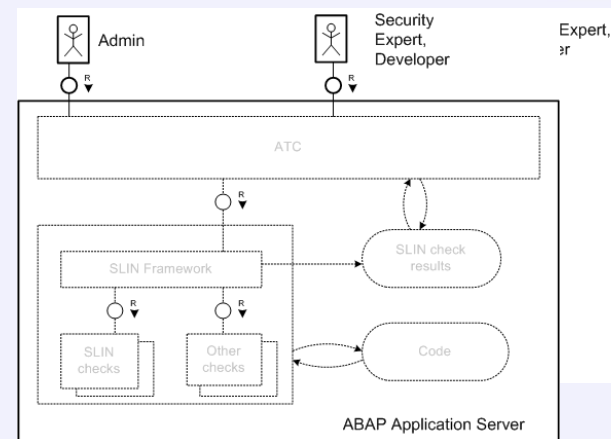 Admin
Security
Expert,
Developer
Expert,
er
R
R
ATC
R
SLIN Framework
SLIN check
results
R
R
SLIN
checks
Other
checks
Code
ABAP Application Server